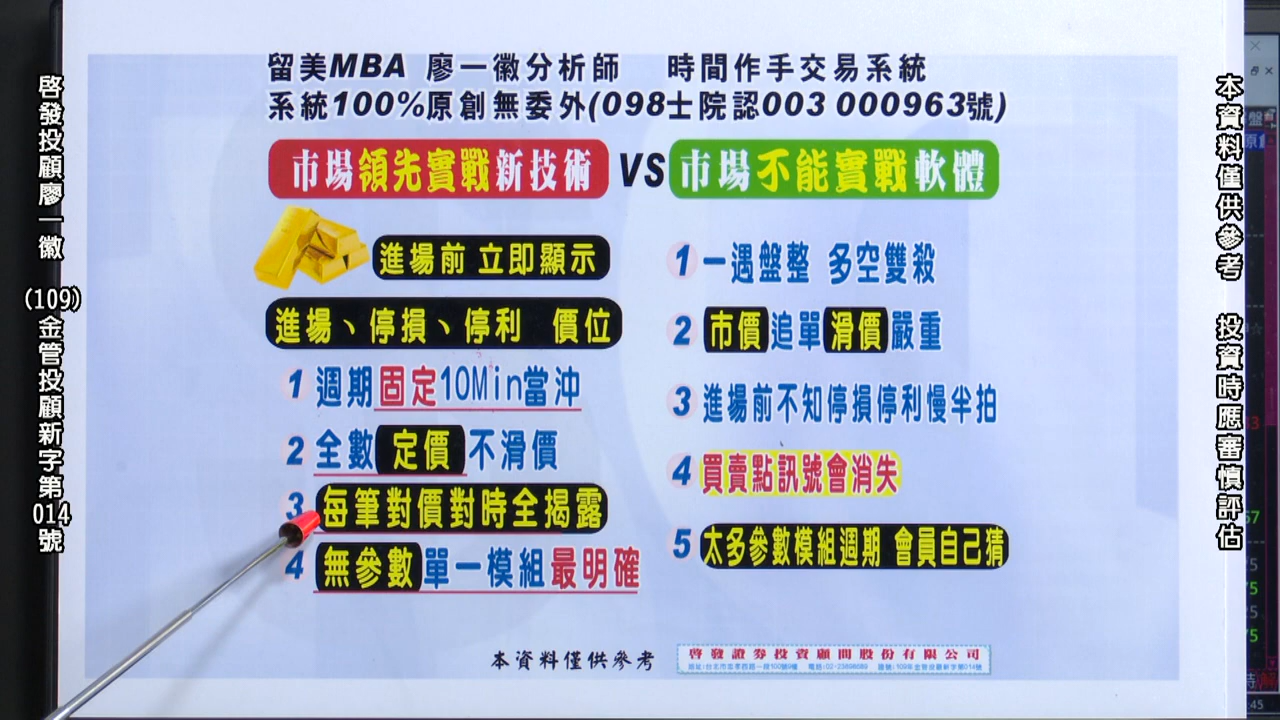 留美MBA 廖一徽分析師 時間作手交易系統
系統100%原創無委外(098士院認003 000963號)
市場領先實戰新技術 VS 市場不能實戰軟體
進場前 立即顯示
進場、停損、停利 價位
1 週期固定10Min當沖
2 全數定價不滑價
3 每筆對價對時全揭露
4 無參數單一模組最明確
1 一遇盤整 多空雙殺
2 市價追單滑價嚴重
3 進場前不知停損停利慢半拍
4 買賣點訊號會消失
5 太多參數模組週期 會員自己猜
本資料僅供參考
啓發證券投資顧問股份有限公司
啓發投顧廖一徽 (109)金管投顧新字第014號
本資料僅供參考 投資時應審慎評估